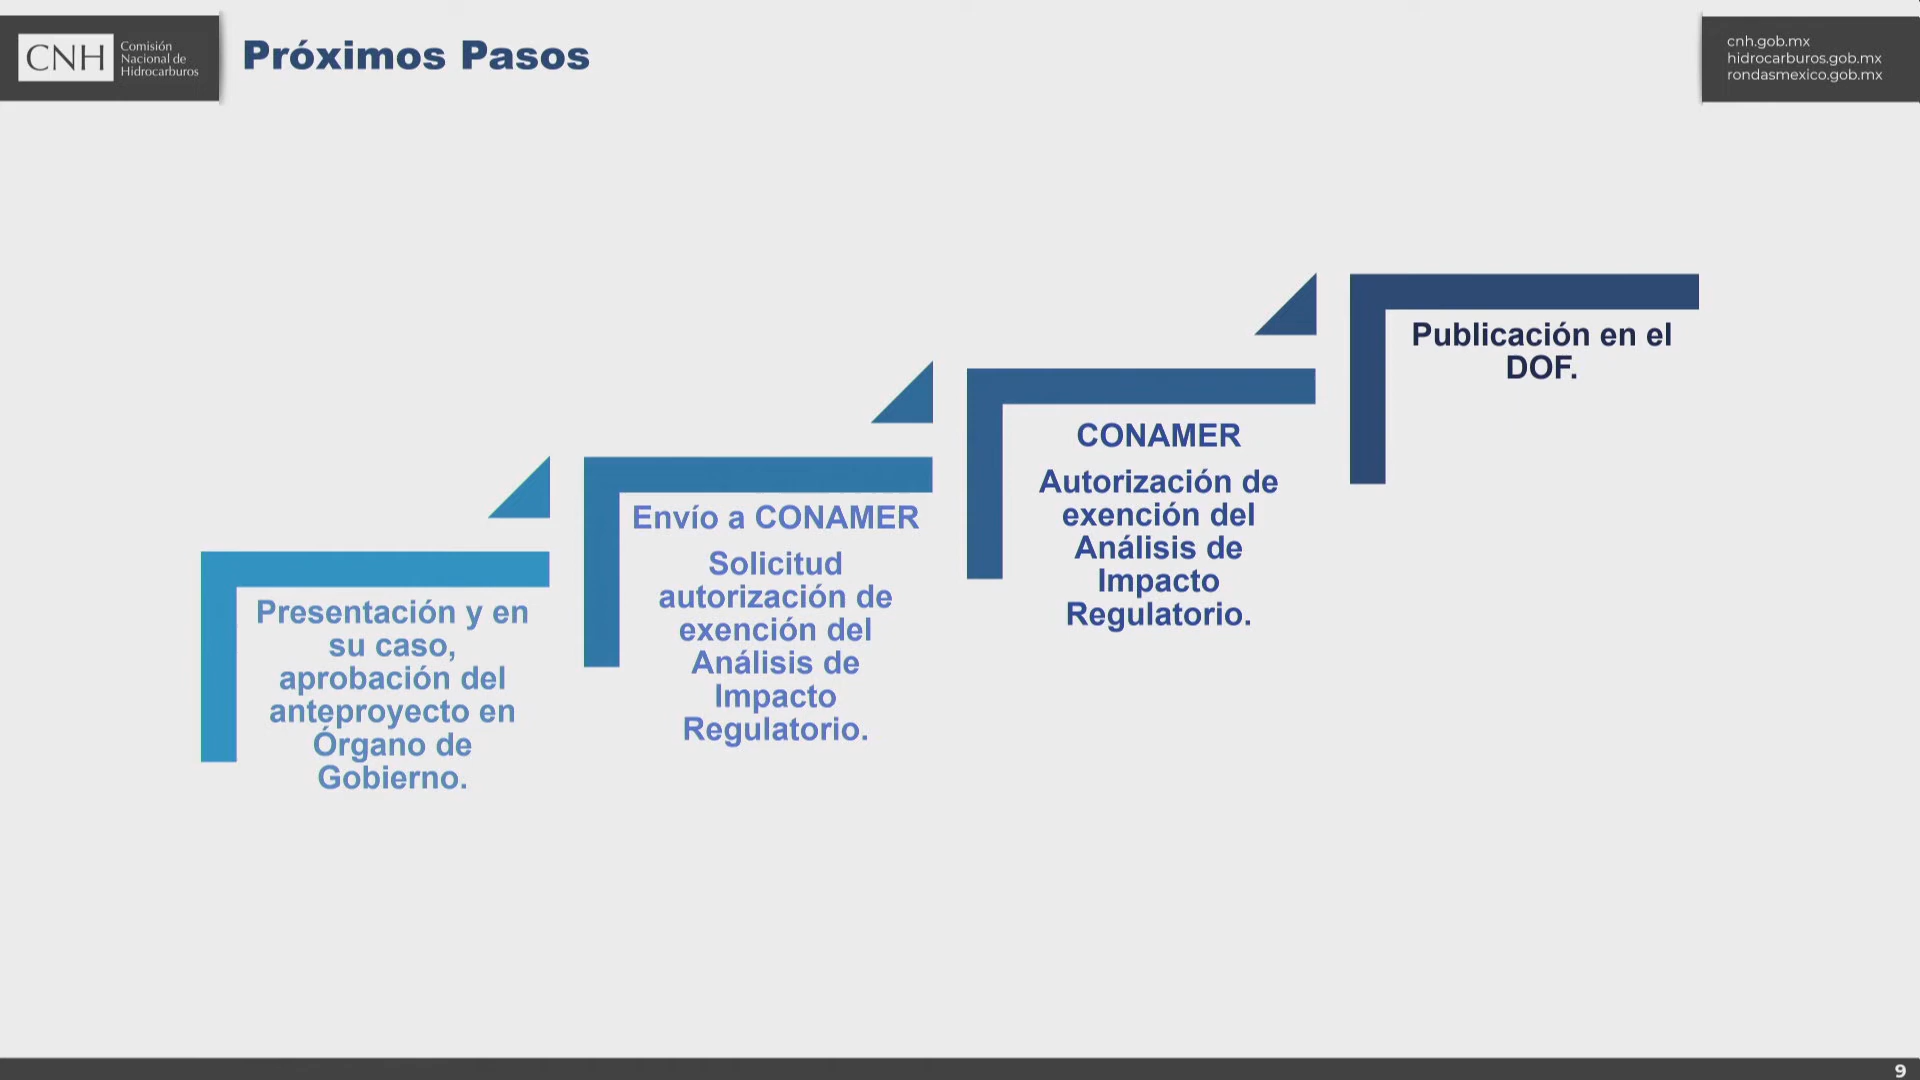 CNH
Comisión
Nacional de
Hidrocarburos
Próximos Pasos
cnh.gob.mx
hidrocarburos.gob.mx
rondasmexico.gob.mx
Presentación y en
su caso,
aprobación del
anteproyecto en
Órgano de
Gobierno.
Envío a CONAMER
Solicitud
autorización de
exención del
Análisis de
Impacto
Regulatorio.
CONAMER
Autorización de
exención del
Análisis de
Impacto
Regulatorio.
Publicación en el
DOF.
9